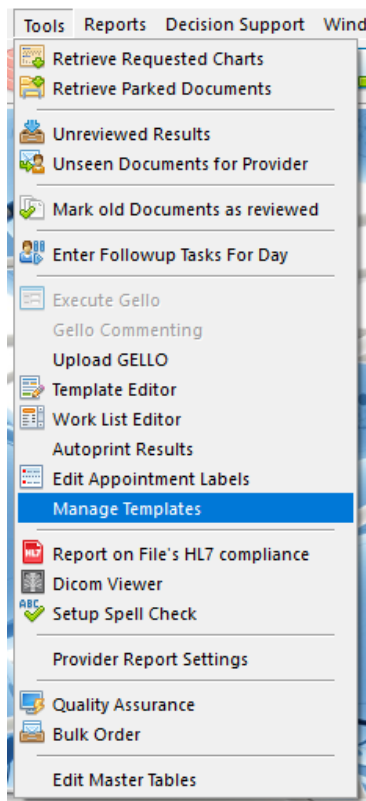 Tools Reports Decision Support Wind
Retrieve Requested Charts
Retrieve Parked Documents
Unreviewed Results
Unseen Documents for Provider
Mark old Documents as reviewed
Enter Followup Tasks For Day
Execute Gello
Gello Commenting
Upload GELLO
Template Editor
Work List Editor
Autoprint Results
Edit Appointment Labels
Manage Templates
HL7 Report on File's HL7 compliance
Dicom Viewer
ABC Setup Spell Check
Provider Report Settings
Quality Assurance
Bulk Order
Edit Master Tables